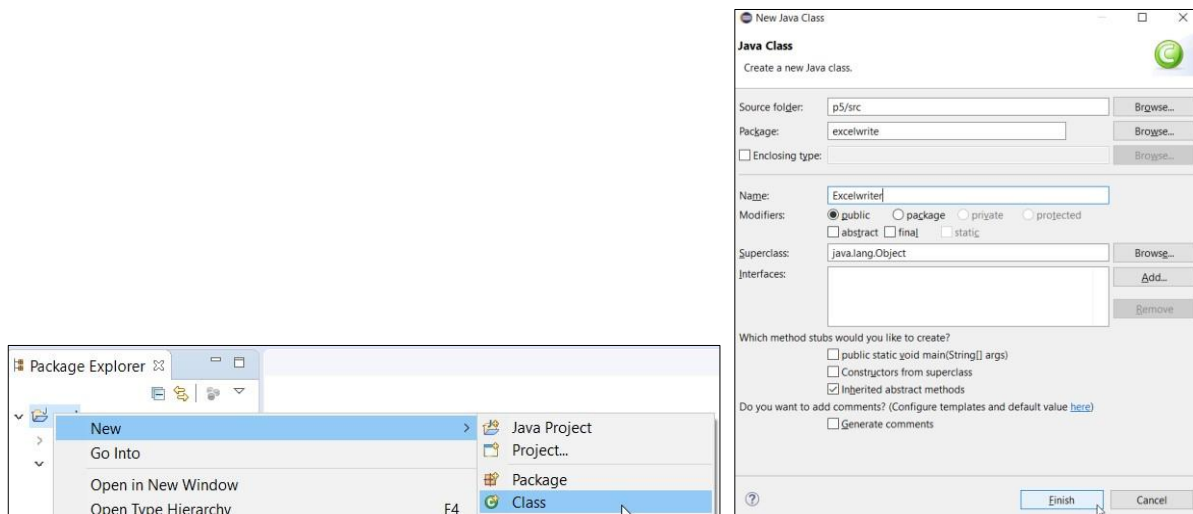 Package Explorer
New
Go Into
Open in New Window
Open Type Hierarchy F4
Java Project
Project...
Package
Class
New Java Class
Java Class
Create a new Java class.
Source folder: p5/src Browse...
Package: excelwrite Browse...
Enclosing type: Browse...
Name: Excelwriter
Modifiers: public package private protected
abstract final static
Superclass: java.lang.Object Browse...
Interfaces: Add...
Remove
Which method stubs would you like to create?
public static void main(String[] args)
Constructors from superclass
Inherited abstract methods
Do you want to add comments? (Configure templates and default value here)
Generate comments
Finish Cancel